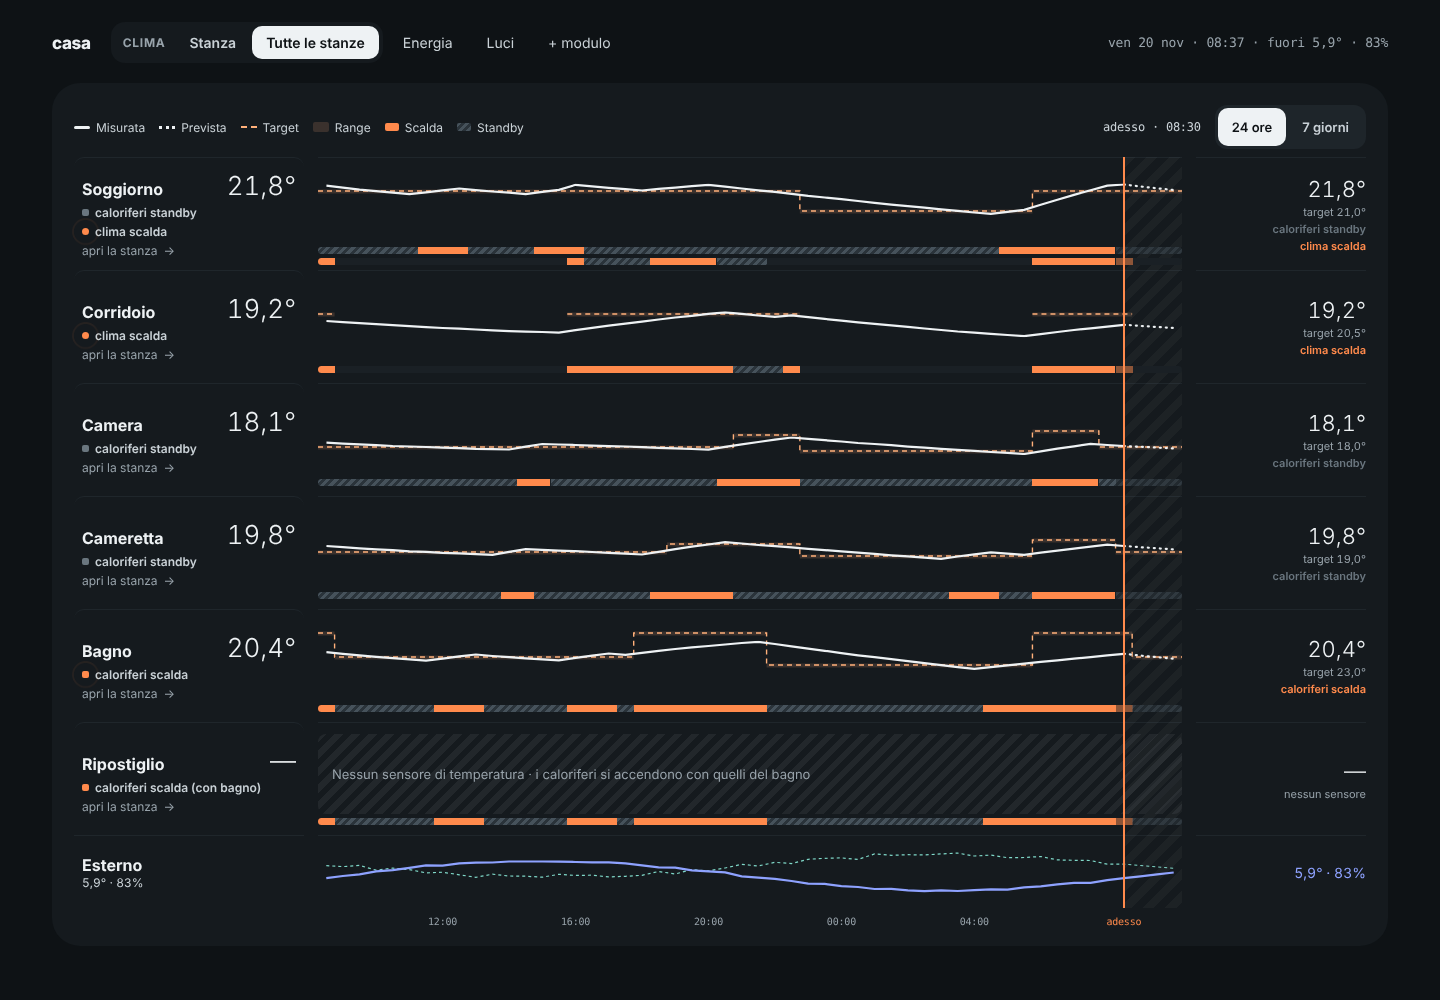 casa CLIMA Stanza Tutte le stanze Energia Luci + modulo ven 20 nov · 08:37 · fuori 5,9° · 83%
Misurata Prevista Target Range Scalda Standby adesso · 08:30 24 ore 7 giorni
Soggiorno 21,8°
caloriferi standby
clima scalda
apri la stanza →
21,8°
target 21,0°
caloriferi standby
clima scalda
Corridoio 19,2°
clima scalda
apri la stanza →
19,2°
target 20,5°
clima scalda
Camera 18,1°
caloriferi standby
apri la stanza →
18,1°
target 18,0°
caloriferi standby
Cameretta 19,8°
caloriferi standby
apri la stanza →
19,8°
target 19,0°
caloriferi standby
Bagno 20,4°
caloriferi scalda
apri la stanza →
20,4°
target 23,0°
caloriferi scalda
Ripostiglio —
caloriferi scalda (con bagno)
apri la stanza →
Nessun sensore di temperatura · i caloriferi si accendono con quelli del bagno
—
nessun sensore
Esterno
5,9° · 83%
5,9° · 83%
12:00 16:00 20:00 00:00 04:00 adesso